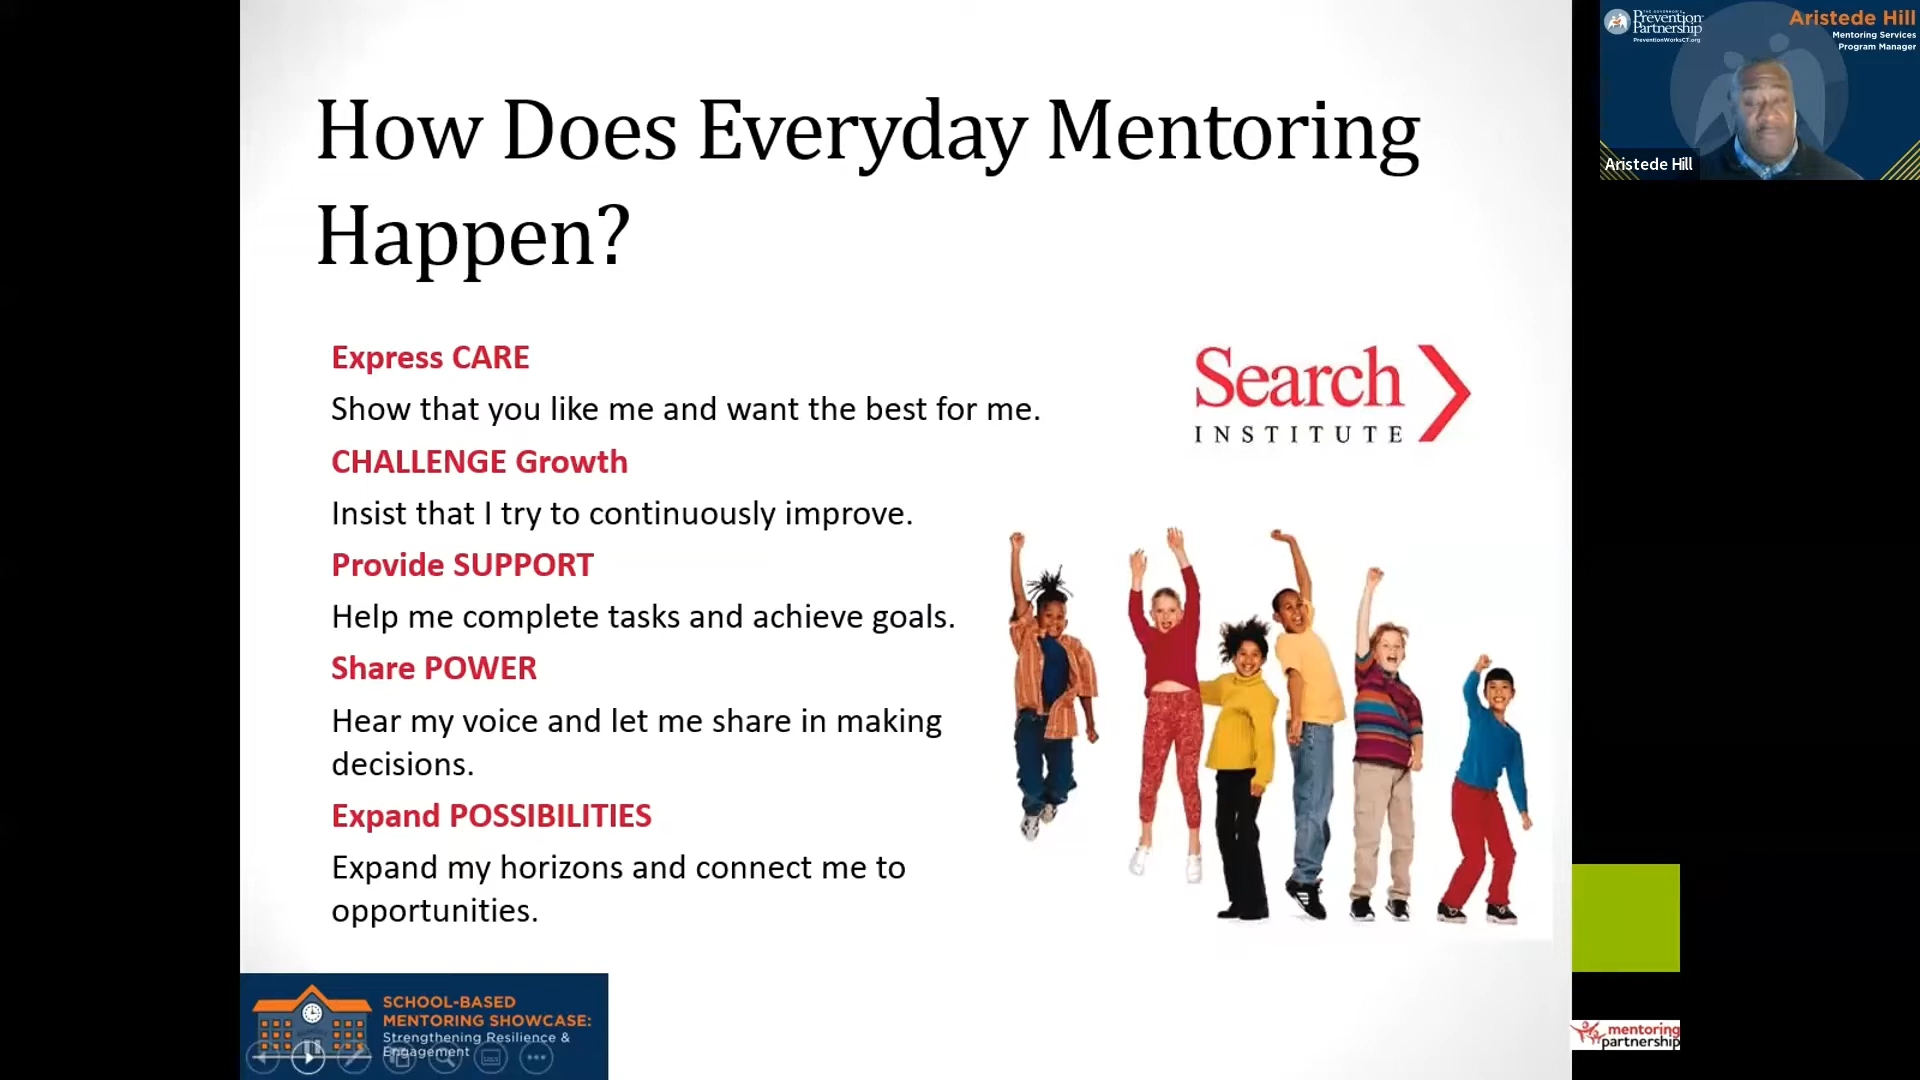 How Does Everyday Mentoring
Happen?
Express CARE
Show that you like me and want the best for me.
CHALLENGE Growth
Insist that I try to continuously improve.
Provide SUPPORT
Help me complete tasks and achieve goals.
Share POWER
Hear my voice and let me share in making
decisions.
Expand POSSIBILITIES
Expand my horizons and connect me to
opportunities.
Search
INSTITUTE
SCHOOL-BASED
MENTORING SHOWCASE:
Strengthening Resilience &
Engagement
THE GOVERNOR'S
Prevention
Partnership
PreventionWorksCT.org
Aristede Hill
Mentoring Services
Program Manager
Aristede Hill
mentoring
partnership